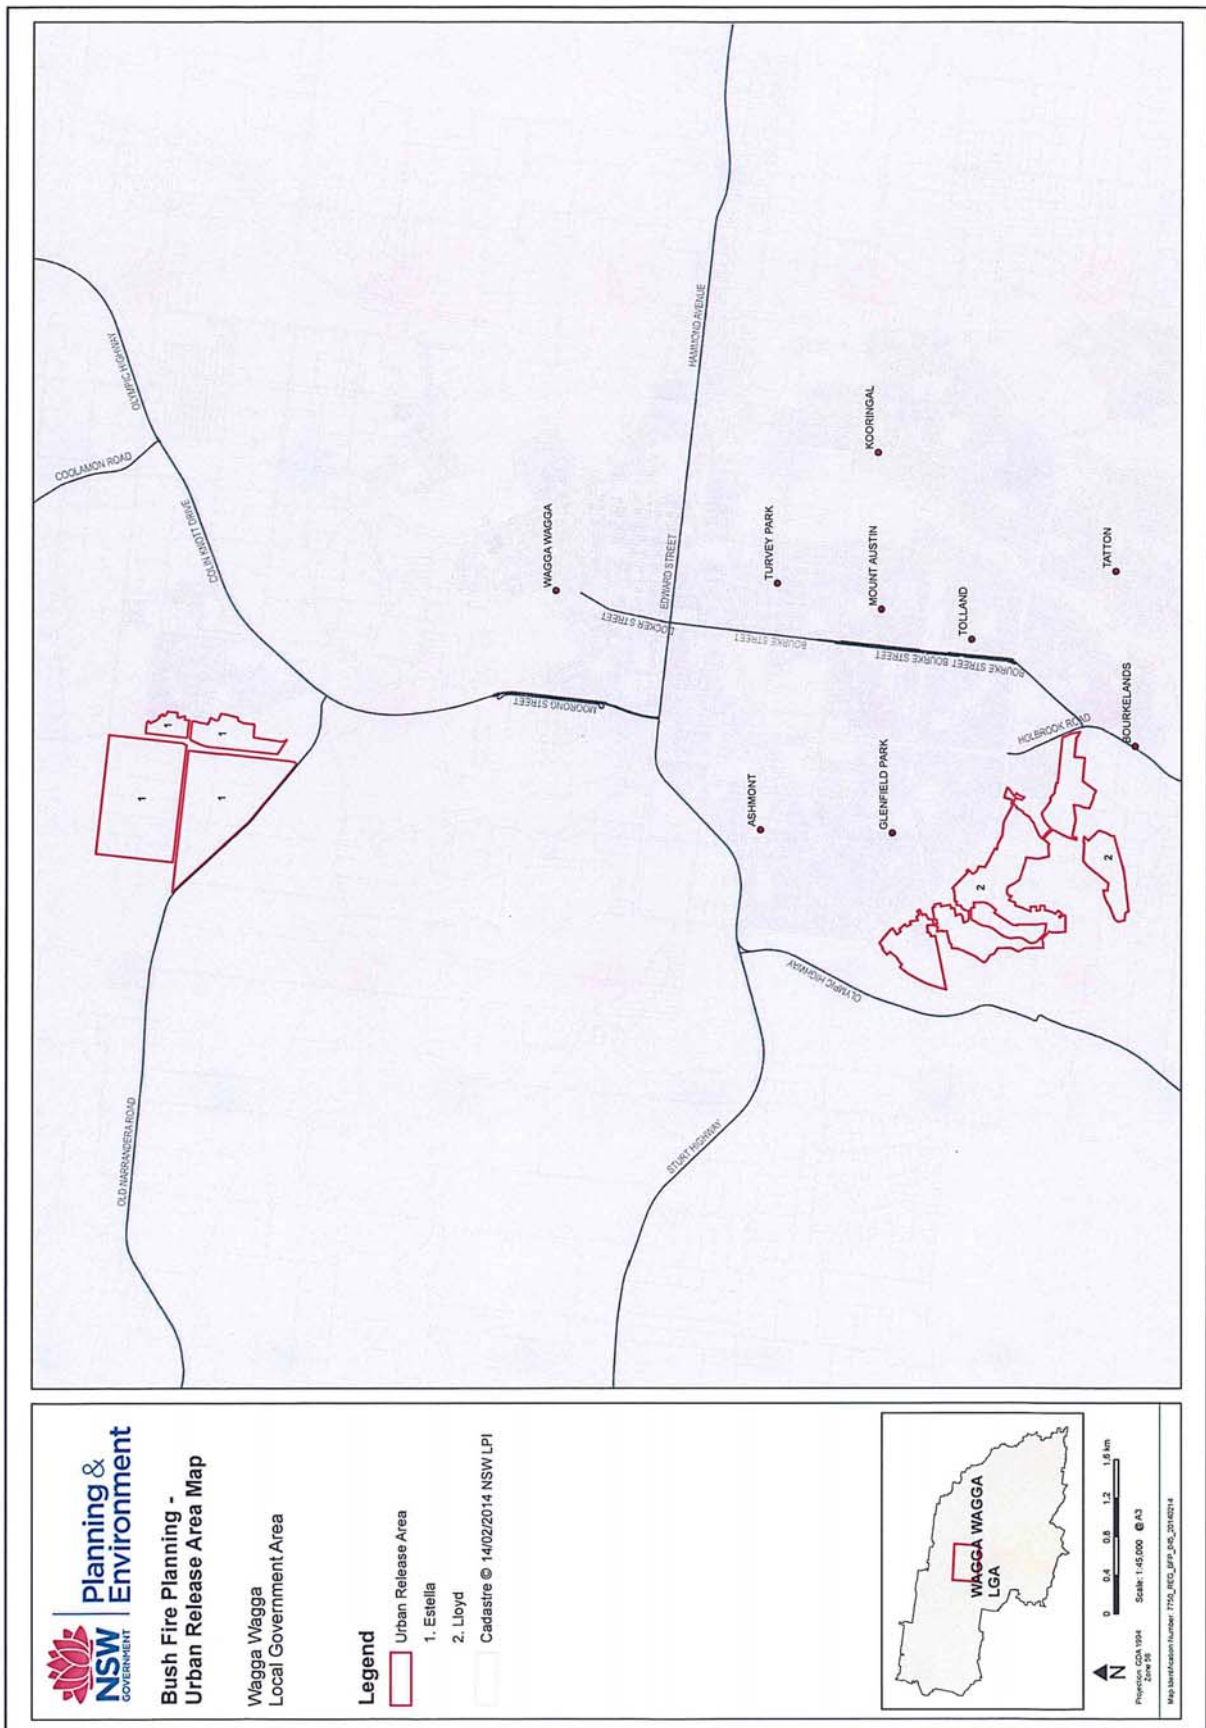 NSW
GOVERNMENT
Planning &
Environment
Bush Fire Planning -
Urban Release Area Map
Wagga Wagga
Local Government Area
Legend
Urban Release Area
1. Estella
2. Lloyd
Cadastre © 14/02/2014 NSW LPI
WAGGA WAGGA
LGA
N
0 0.4 0.8 1.2 1.6 km
Projection: GDA 1994
Zone 56
Scale: 1:45,000 @ A3
Map Identification Number: 7750_REG_BFP_045_20140214
OLD NARRANDERA ROAD
1
1
1
1
COOLAMON ROAD
OLYMPIC HIGHWAY
COLIN KNOTT DRIVE
WAGGA WAGGA
MOORONG STREET
DOCKER STREET
EDWARD STREET
HAMMOND AVENUE
STURT HIGHWAY
ASHMONT
TURVEY PARK
BOURKE STREET
OLYMPIC HIGHWAY
GLENFIELD PARK
MOUNT AUSTIN
KOORINGAL
BOURKE STREET BOURKE STREET
TOLLAND
2
HOLBROOK ROAD
2
BOURKELANDS
TATTON